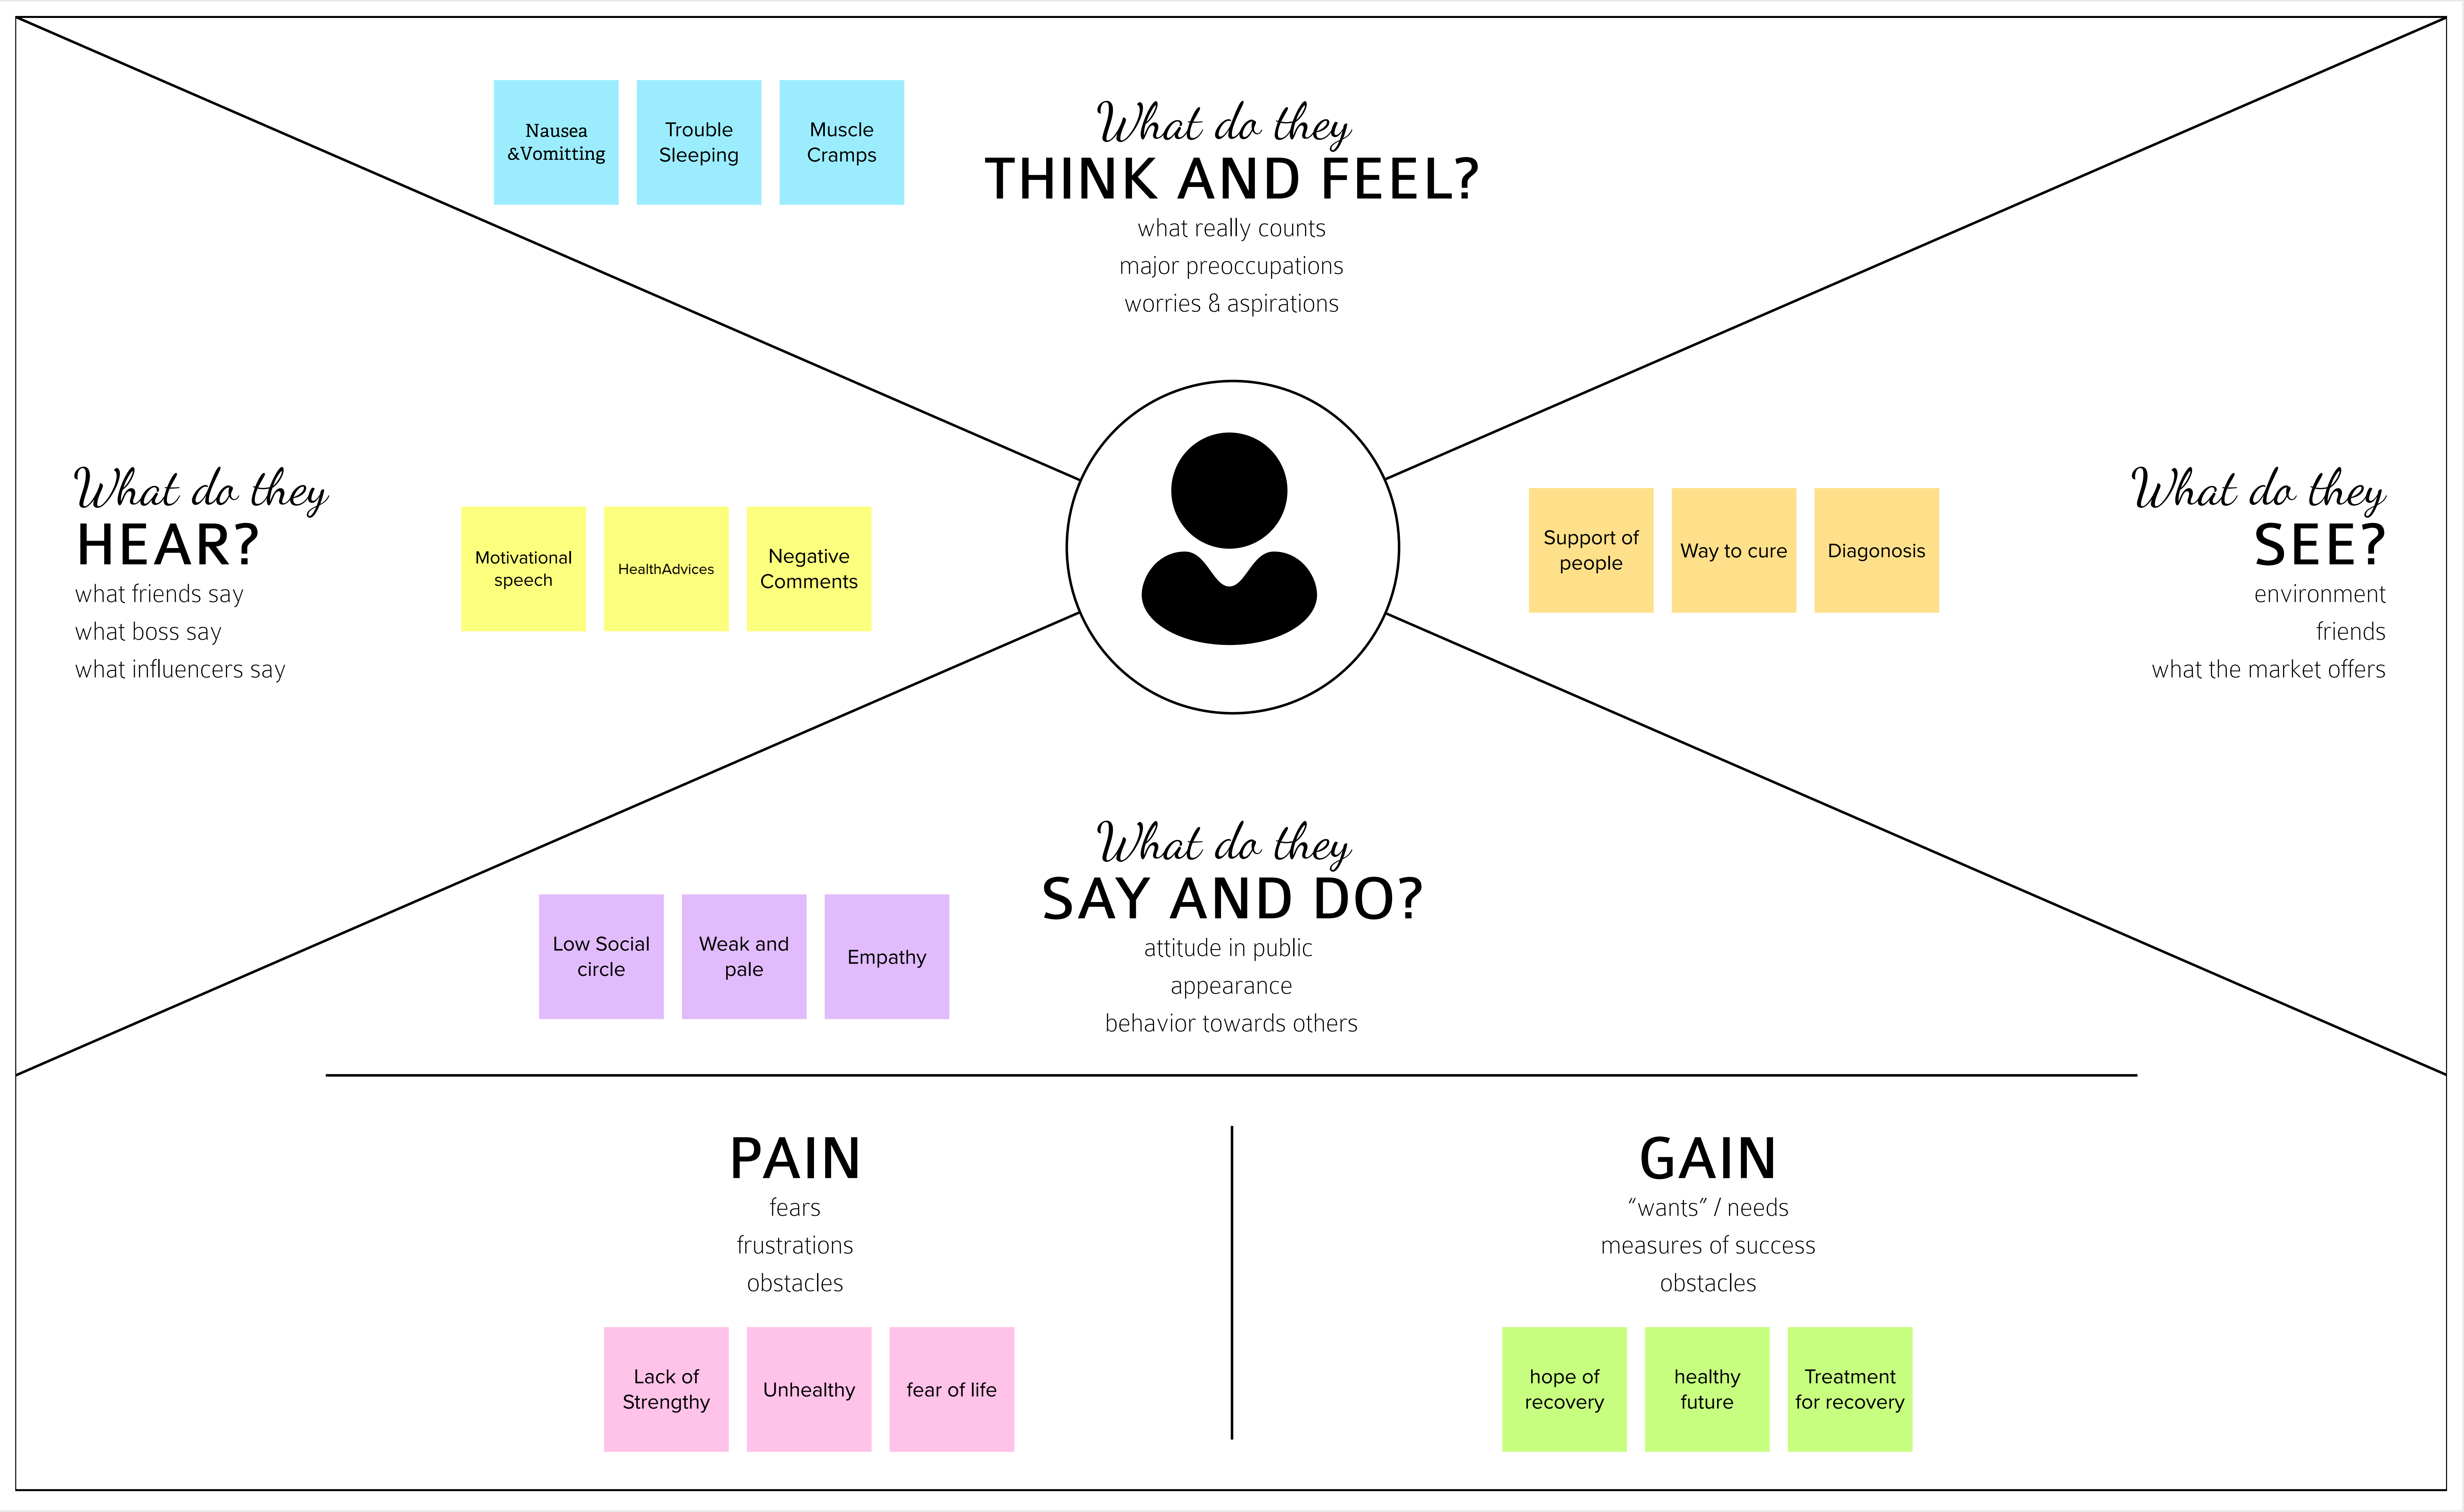 Nausea
&Vomitting
Trouble
Sleeping
Muscle
Cramps
What do they
THINK AND FEEL?
what really counts
major preoccupations
worries & aspirations
What do they
HEAR?
what friends say
what boss say
what influencers say
Motivational
speech
HealthAdvices
Negative
Comments
Support of
people
Way to cure
Diagonosis
What do they
SEE?
environment
friends
what the market offers
What do they
SAY AND DO?
attitude in public
appearance
behavior towards others
Low Social
circle
Weak and
pale
Empathy
PAIN
fears
frustrations
obstacles
Lack of
Strengthy
Unhealthy
fear of life
GAIN
“wants” / needs
measures of success
obstacles
hope of
recovery
healthy
future
Treatment
for recovery